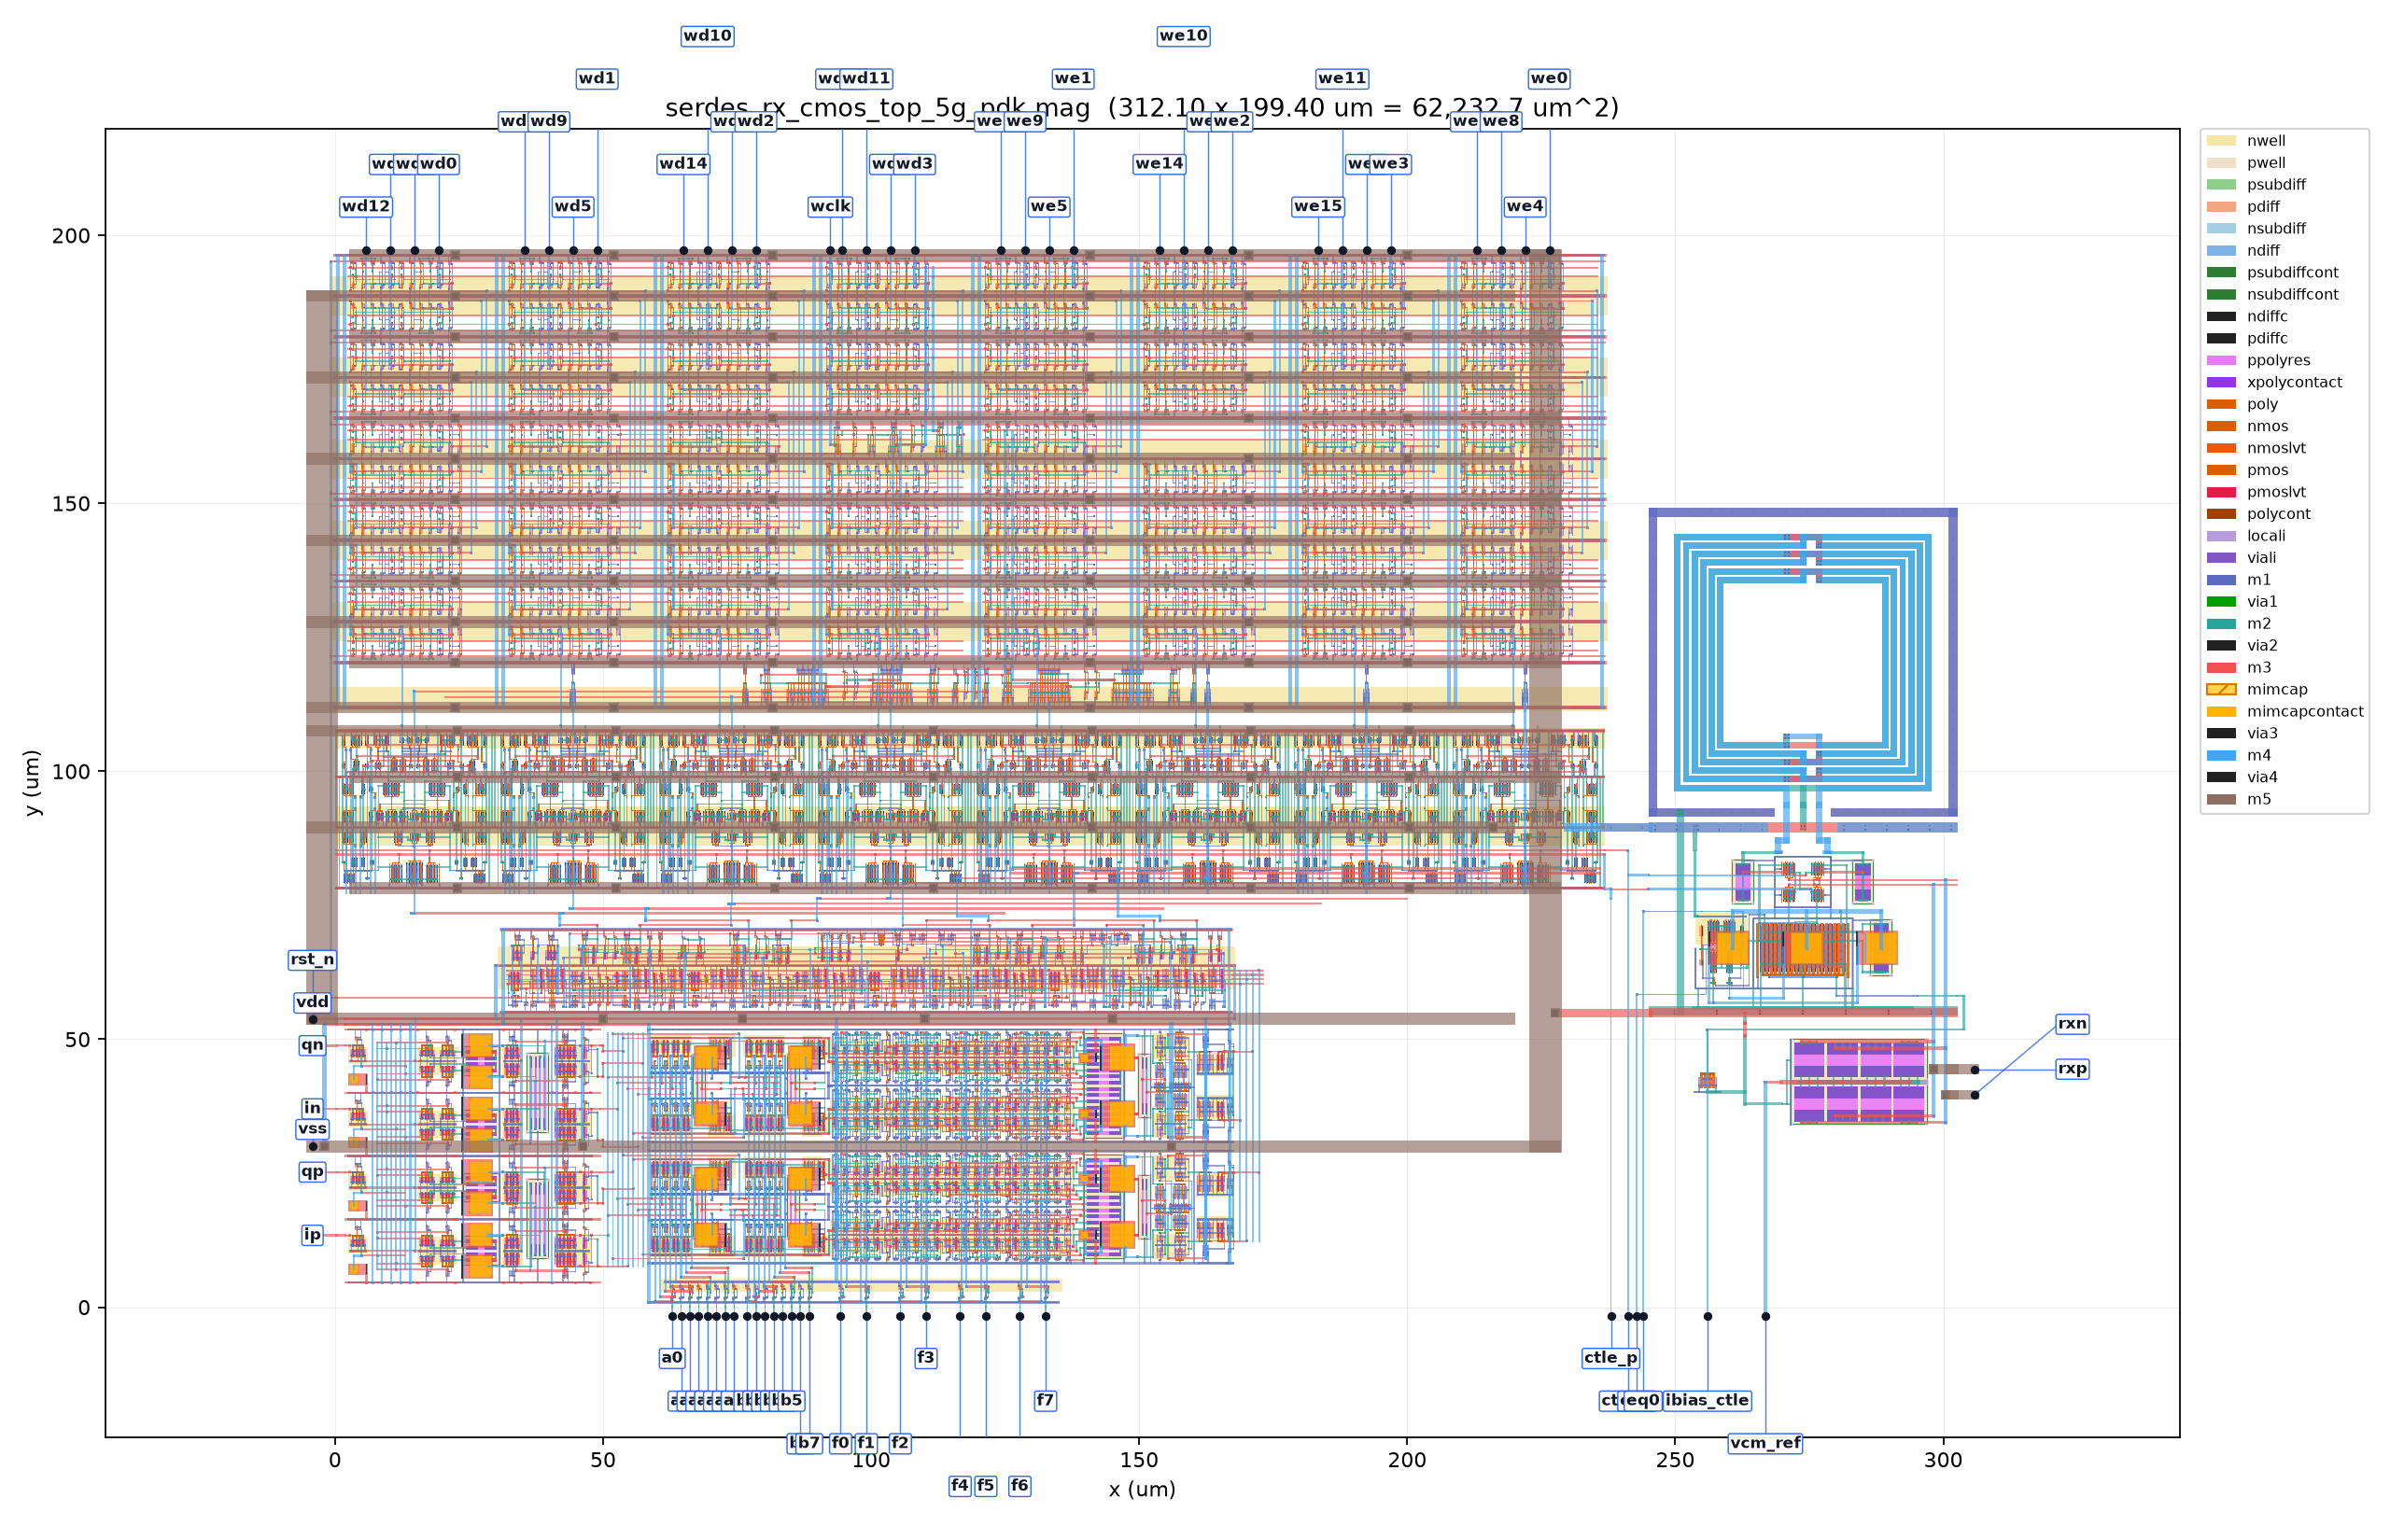 wd10
we10
wd1
wd11
we1
we11
we0
serdes_rx_cmos_top_5g_pdk.mag (312.10 x 199.40 um = 62,232.7 um^2)
wd9
wd2
we9
we2
we8
wd0
wd14
wd3
we14
we3
wd12
wd5
wclk
we5
we15
we4
nwell
pwell
psubdiff
pdiff
nsubdiff
ndiff
psubdiffcont
nsubdiffcont
ndiffc
pdiffc
ppolyres
xpolycontact
poly
nmos
nmoslvt
pmos
pmoslvt
polycont
locali
viali
m1
via1
m2
via2
m3
mimcap
mimcapcontact
via3
m4
via4
m5
200
150
100
50
0
y (um)
rst_n
vdd
qn
in
vss
qp
ip
rxn
rxp
a0
f3
ctle_p
b5
f7
eq0
ibias_ctle
b7
f0
f1
f2
vcm_ref
0
50
100
150
200
250
300
f4
f5
f6
x (um)